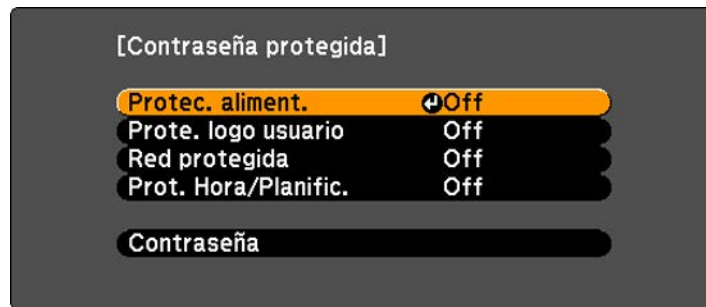 [Contraseña protegida]
Protec. aliment. Off
Prote. logo usuario Off
Red protegida Off
Prot. Hora/Planific. Off
Contraseña